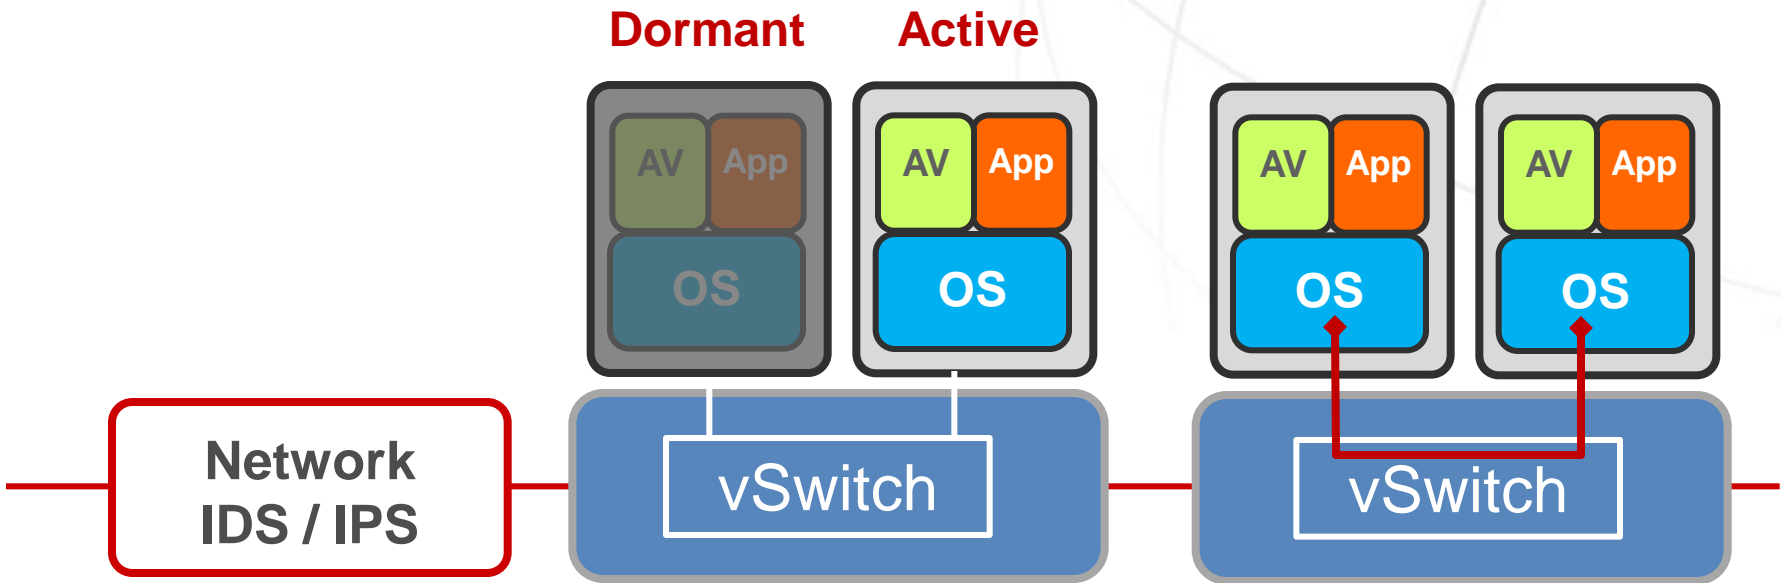 Dormant Active
AV App AV App AV App AV App
OS OS OS OS
Network
IDS / IPS
vSwitch vSwitch